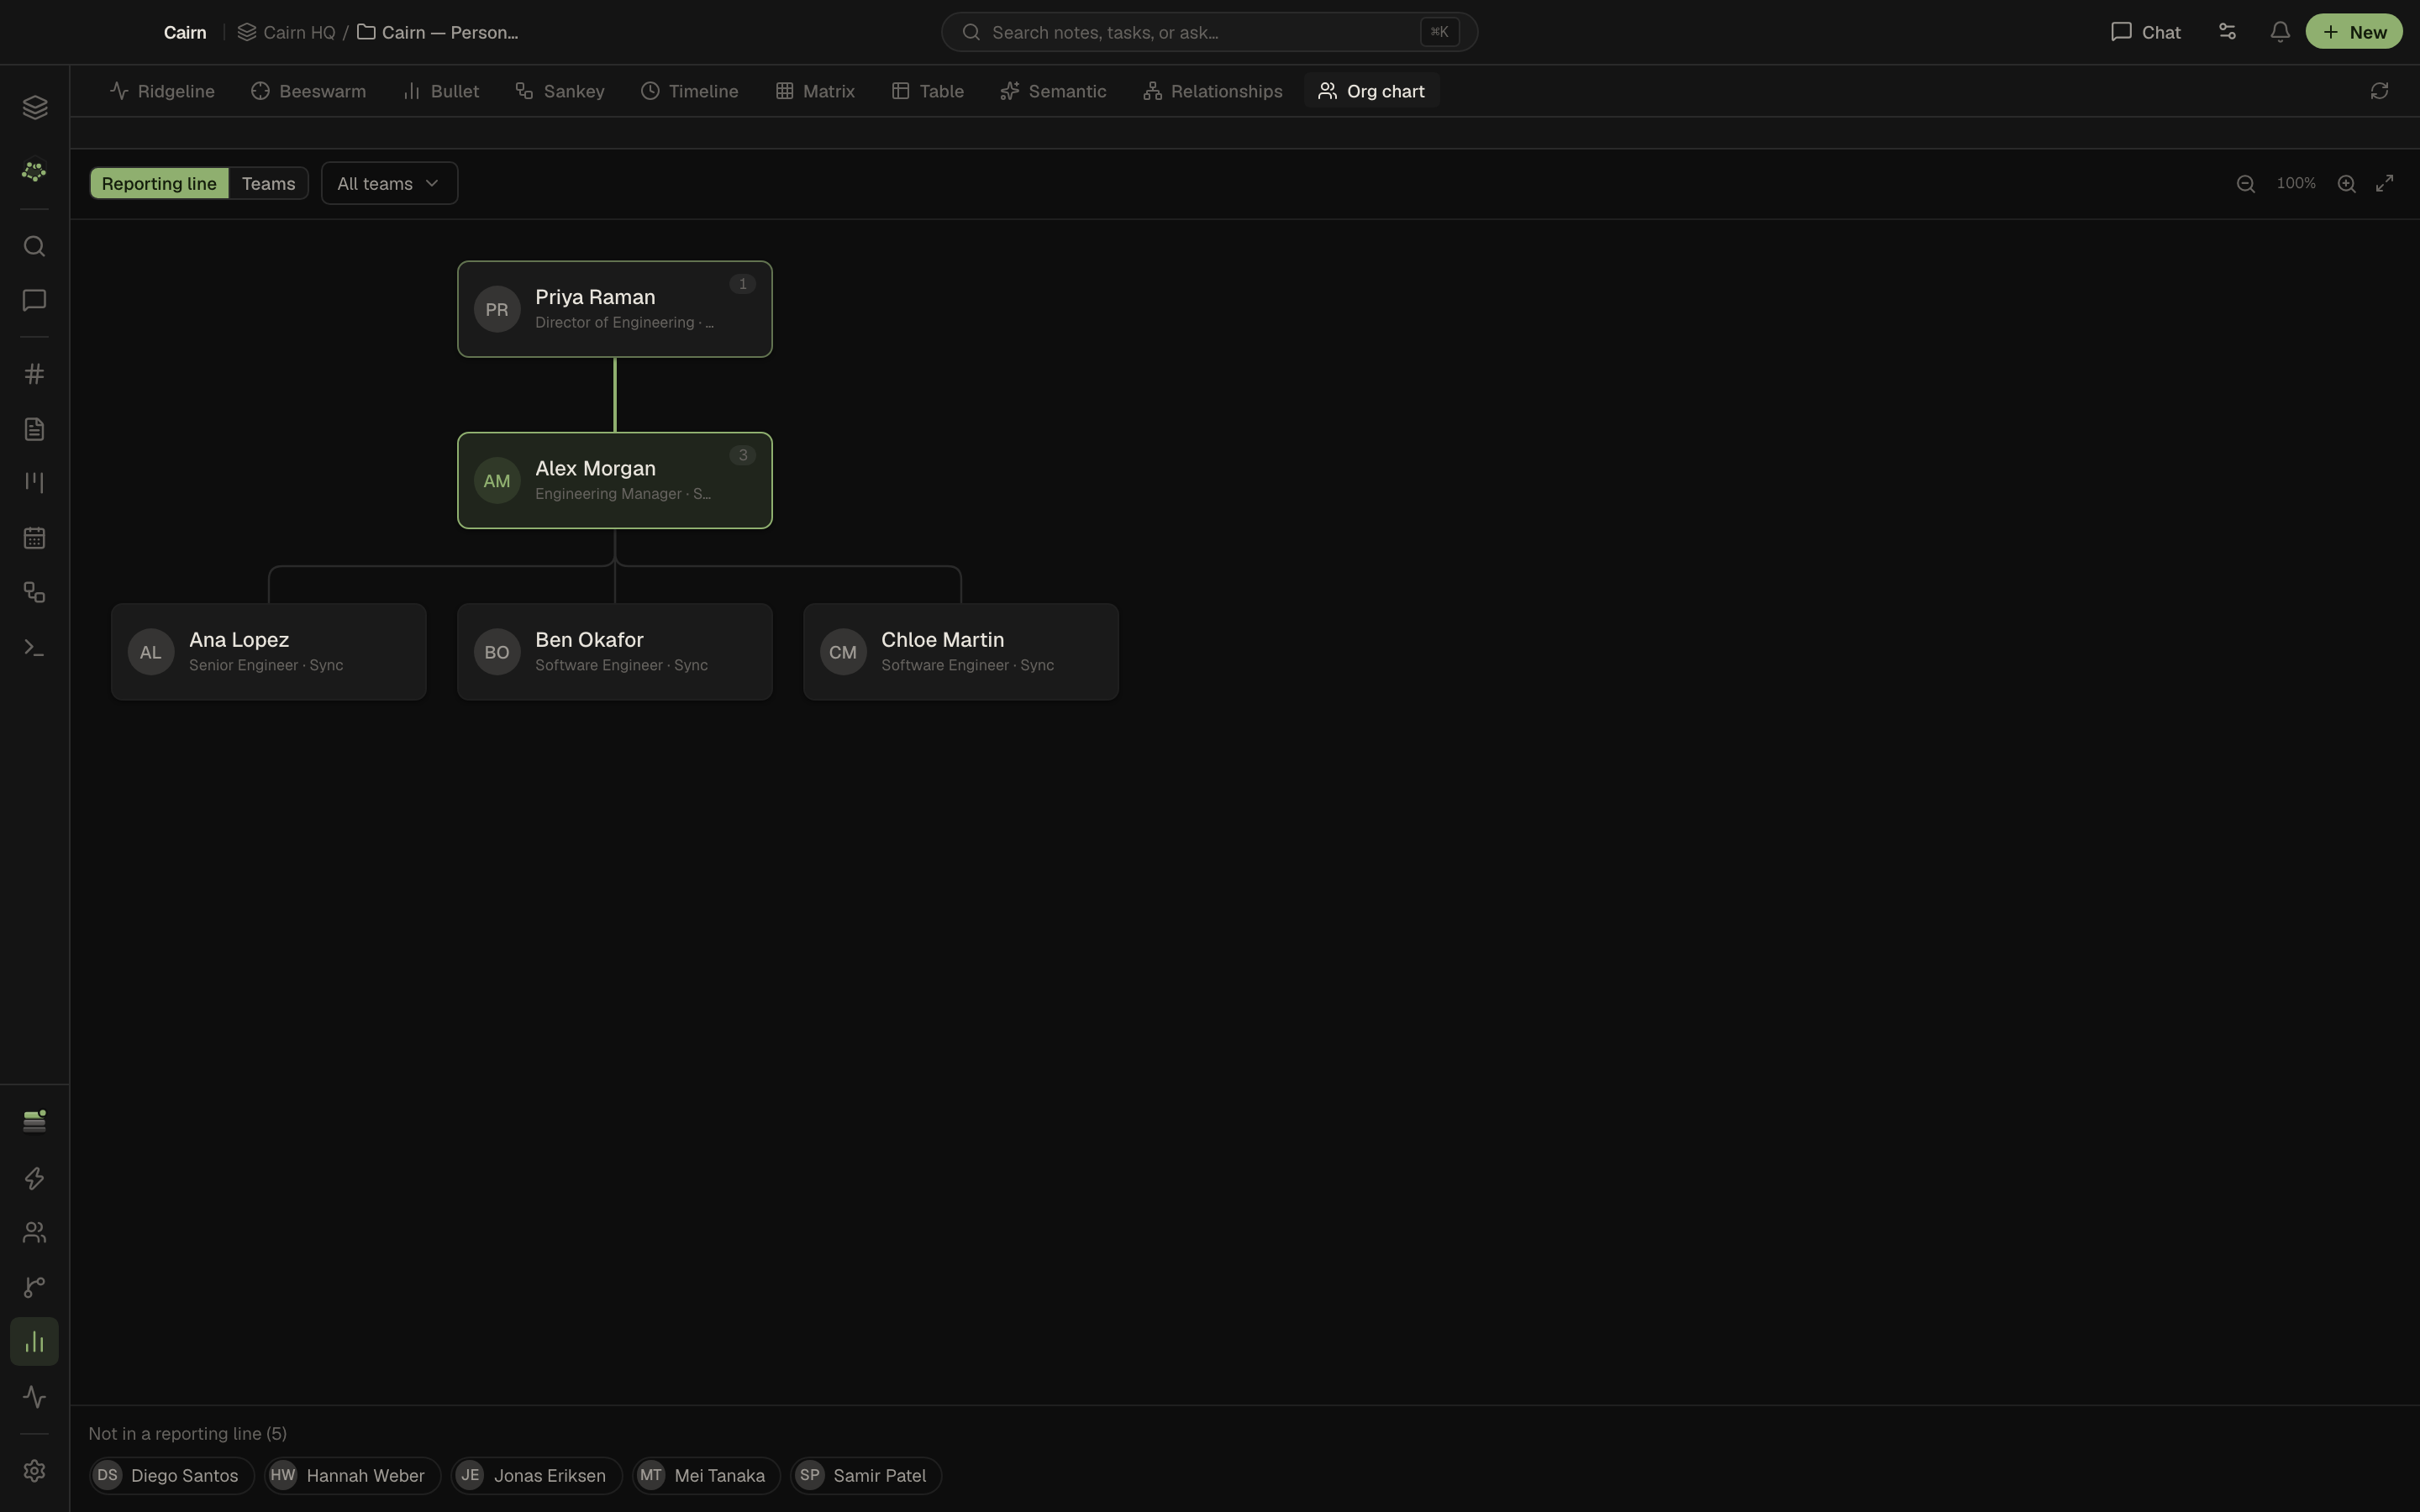 Cairn
Cairn HQ / Cairn — Person...
Search notes, tasks, or ask...
⌘K
Chat
New
Ridgeline
Beeswarm
Bullet
Sankey
Timeline
Matrix
Table
Semantic
Relationships
Org chart
Reporting line
Teams
All teams
100%
PR
Priya Raman
1
Director of Engineering · ...
AM
Alex Morgan
3
Engineering Manager · S...
AL
Ana Lopez
Senior Engineer · Sync
BO
Ben Okafor
Software Engineer · Sync
CM
Chloe Martin
Software Engineer · Sync
Not in a reporting line (5)
DS Diego Santos
HW Hannah Weber
JE Jonas Eriksen
MT Mei Tanaka
SP Samir Patel